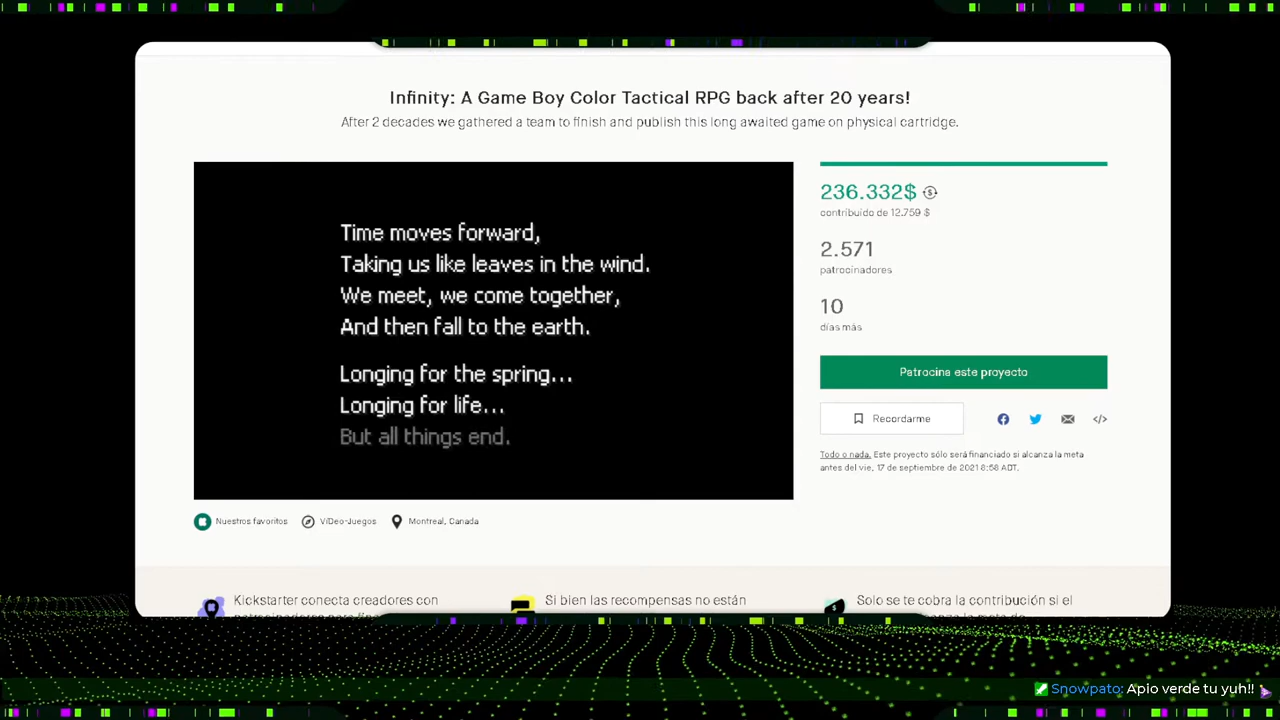 Infinity: A Game Boy Color Tactical RPG back after 20 years!
After 2 decades we gathered a team to finish and publish this long awaited game on physical cartridge.
Time moves forward,
Taking us like leaves in the wind.
We meet, we come together,
And then fall to the earth.
Longing for the spring...
Longing for life...
But all things end.
236.332$
contribuido de 12.759 $
2.571
patrocinadores
10
días más
Patrocina este proyecto
Recordarme
Todo o nada. Este proyecto sólo será financiado si alcanza la meta
antes del vie, 17 de septiembre de 2021 8:58 ADT.
Nuestros favoritos
ViDeo-Juegos
Montreal, Canada
Kickstarter conecta creadores con
Si bien las recompensas no están
Solo se te cobra la contribución si el
Snowpato: Apio verde tu yuh!!